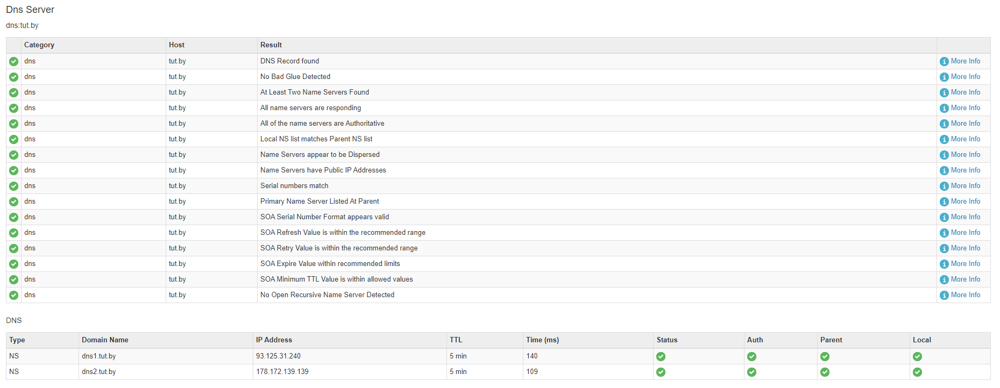 Dns Server
dns:tut.by
Category Host Result
dns tut.by DNS Record found More Info
dns tut.by No Bad Glue Detected More Info
dns tut.by At Least Two Name Servers Found More Info
dns tut.by All name servers are responding More Info
dns tut.by All of the name servers are Authoritative More Info
dns tut.by Local NS list matches Parent NS list More Info
dns tut.by Name Servers appear to be Dispersed More Info
dns tut.by Name Servers have Public IP Addresses More Info
dns tut.by Serial numbers match More Info
dns tut.by Primary Name Server Listed At Parent More Info
dns tut.by SOA Serial Number Format appears valid More Info
dns tut.by SOA Refresh Value is within the recommended range More Info
dns tut.by SOA Retry Value is within the recommended range More Info
dns tut.by SOA Expire Value within recommended limits More Info
dns tut.by SOA Minimum TTL Value is within allowed values More Info
dns tut.by No Open Recursive Name Server Detected More Info
DNS
Type Domain Name IP Address TTL Time (ms) Status Auth Parent Local
NS dns1.tut.by 93.125.31.240 5 min 140
NS dns2.tut.by 178.172.139.139 5 min 109